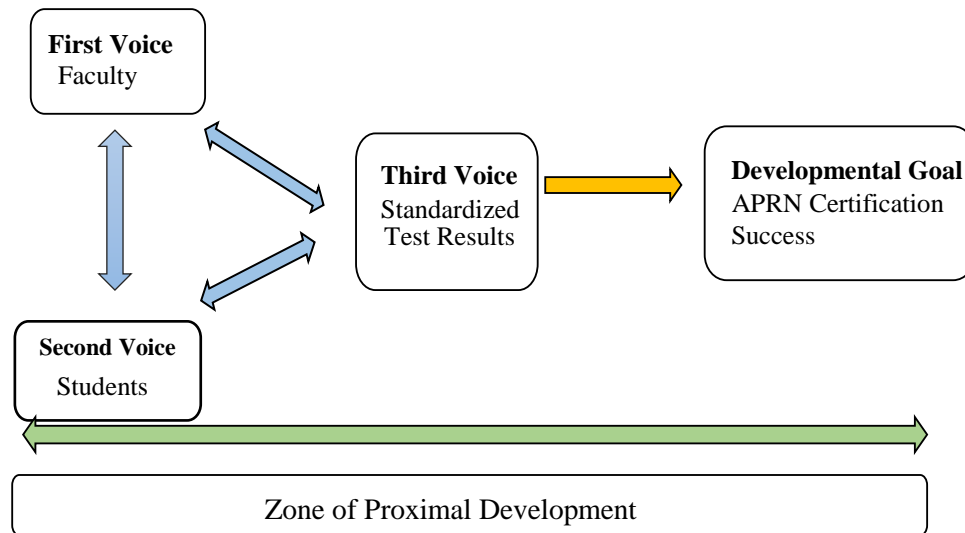 First Voice
Faculty
Third Voice
Standardized
Test Results
Developmental Goal
APRN Certification
Success
Second Voice
Students
Zone of Proximal Development